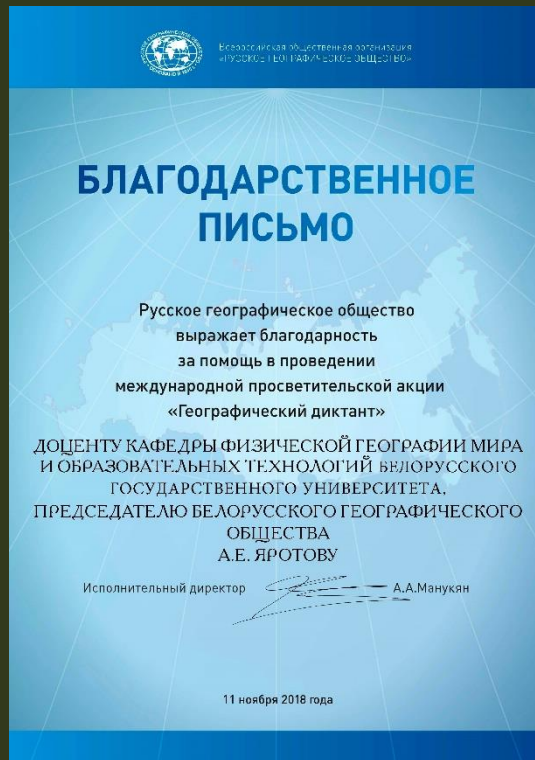 Всероссийская общественная организация
«РУССКОЕ ГЕОГРАФИЧЕСКОЕ ОБЩЕСТВО»
БЛАГОДАРСТВЕННОЕ
ПИСЬМО
Русское географическое общество
выражает благодарность
за помощь в проведении
международной просветительской акции
«Географический диктант»
ДОЦЕНТУ КАФЕДРЫ ФИЗИЧЕСКОЙ ГЕОГРАФИИ МИРА
И ОБРАЗОВАТЕЛЬНЫХ ТЕХНОЛОГИЙ БЕЛОРУССКОГО
ГОСУДАРСТВЕННОГО УНИВЕРСИТЕТА,
ПРЕДСЕДАТЕЛЮ БЕЛОРУССКОГО ГЕОГРАФИЧЕСКОГО
ОБЩЕСТВА
А.Е. ЯРОТОВУ
Исполнительный директор А.А.Манукян
11 ноября 2018 года